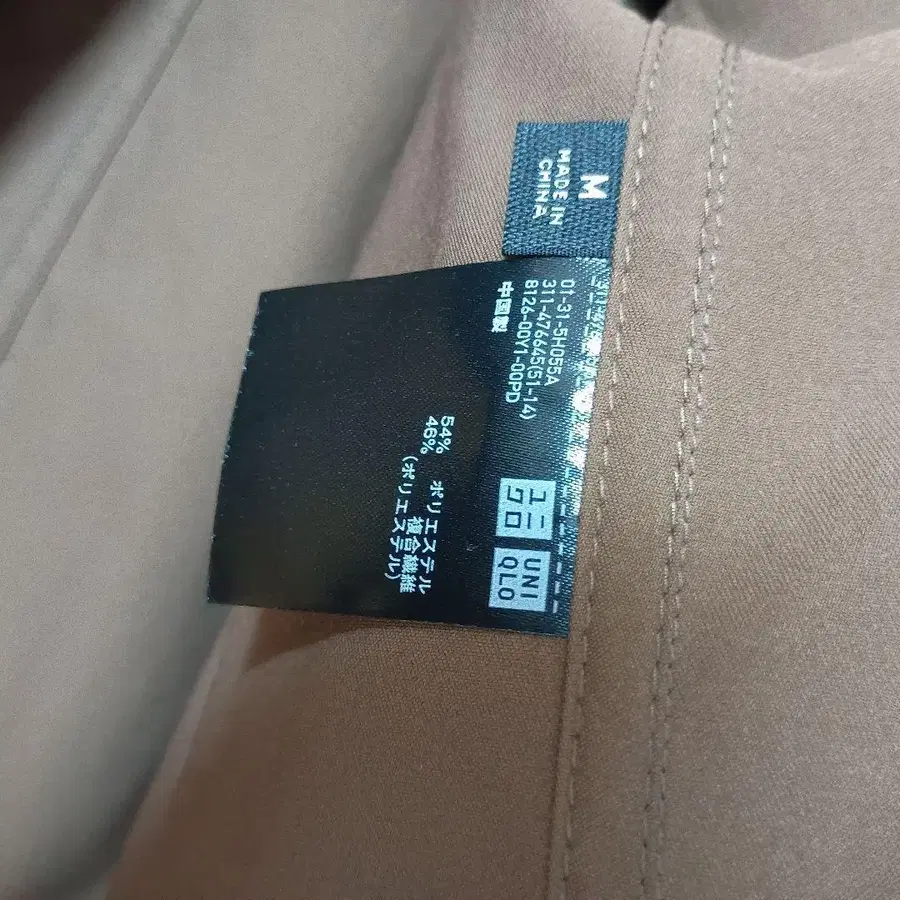 M
MADE IN
CHINA
01-31-5H055A
311-476645(51-14)
8126-00Y1-00PD
中国製
ユニ
クロ
UNI
QLO
54% ポリエステル
46% 複合繊維
(ポリエステル)